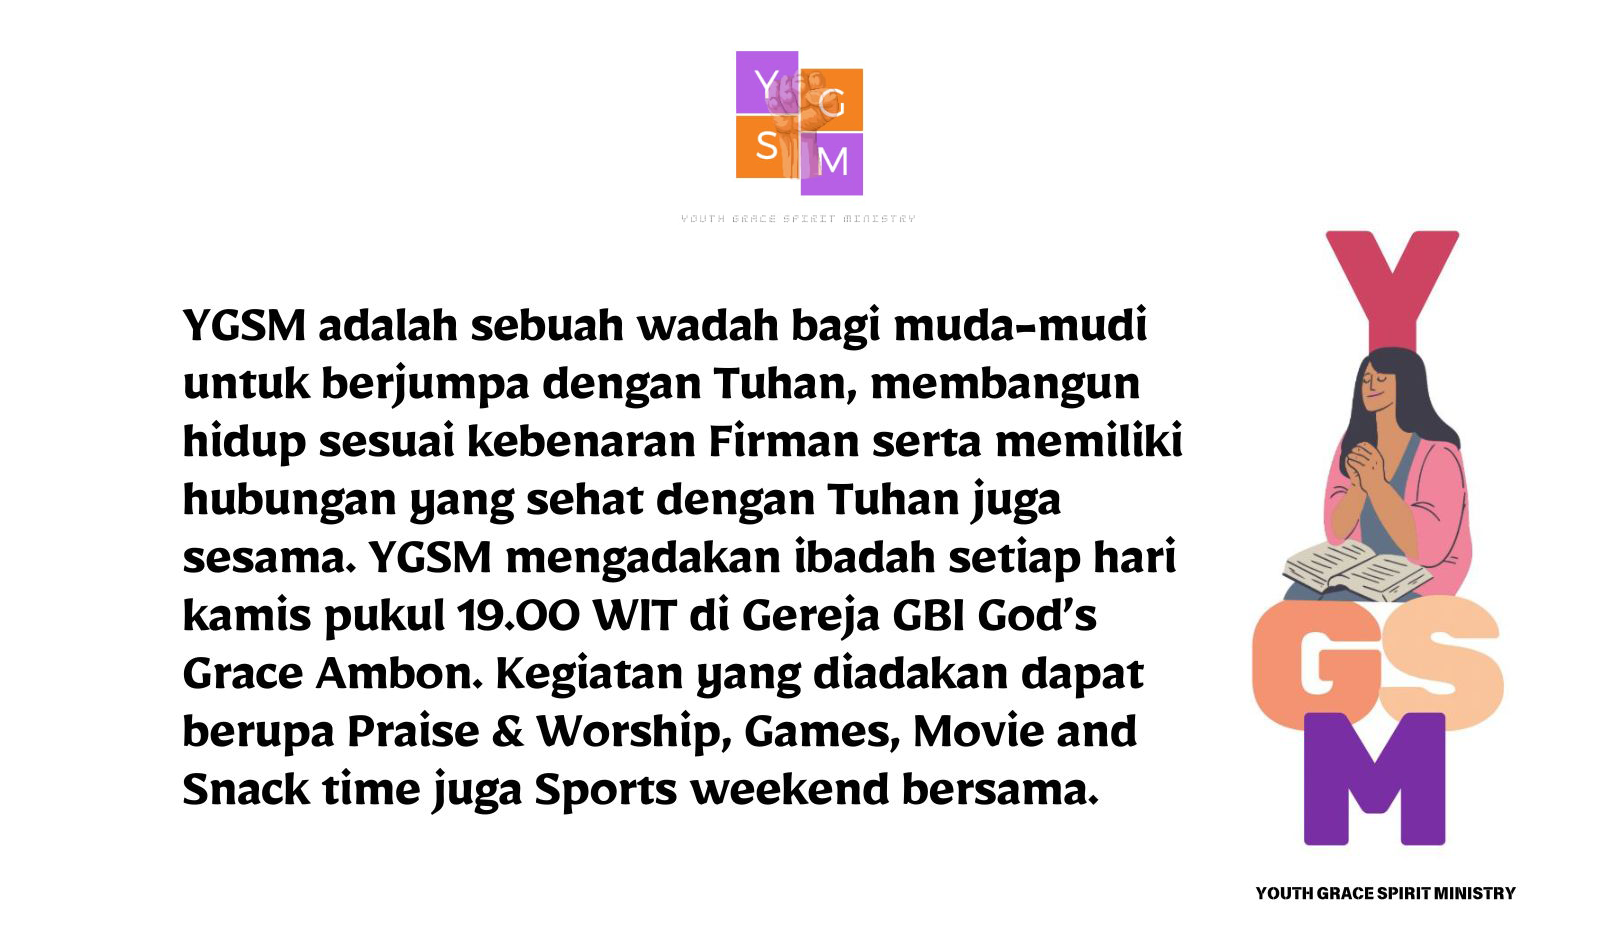 Y
G
S
M
YOUTH GRACE SPIRIT MINISTRY
YGSM adalah sebuah wadah bagi muda-mudi
untuk berjumpa dengan Tuhan, membangun
hidup sesuai kebenaran Firman serta memiliki
hubungan yang sehat dengan Tuhan juga
sesama. YGSM mengadakan ibadah setiap hari
kamis pukul 19.00 WIT di Gereja GBI God's
Grace Ambon. Kegiatan yang diadakan dapat
berupa Praise & Worship, Games, Movie and
Snack time juga Sports weekend bersama.
Y
GS
M
YOUTH GRACE SPIRIT MINISTRY